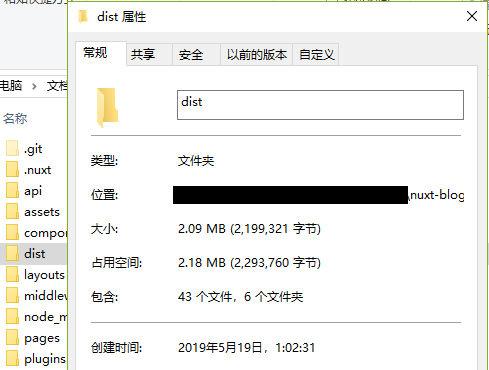 dist 属性
常规 共享 安全 以前的版本 自定义
电脑
文档
名称
.git
.nuxt
api
assets
compor
dist
layouts
middlew
node_m
pages
plugins
dist
类型: 文件夹
位置: \nuxt-blog
大小: 2.09 MB (2,199,321 字节)
占用空间: 2.18 MB (2,293,760 字节)
包含: 43 个文件，6 个文件夹
创建时间: 2019年5月19日，1:02:31